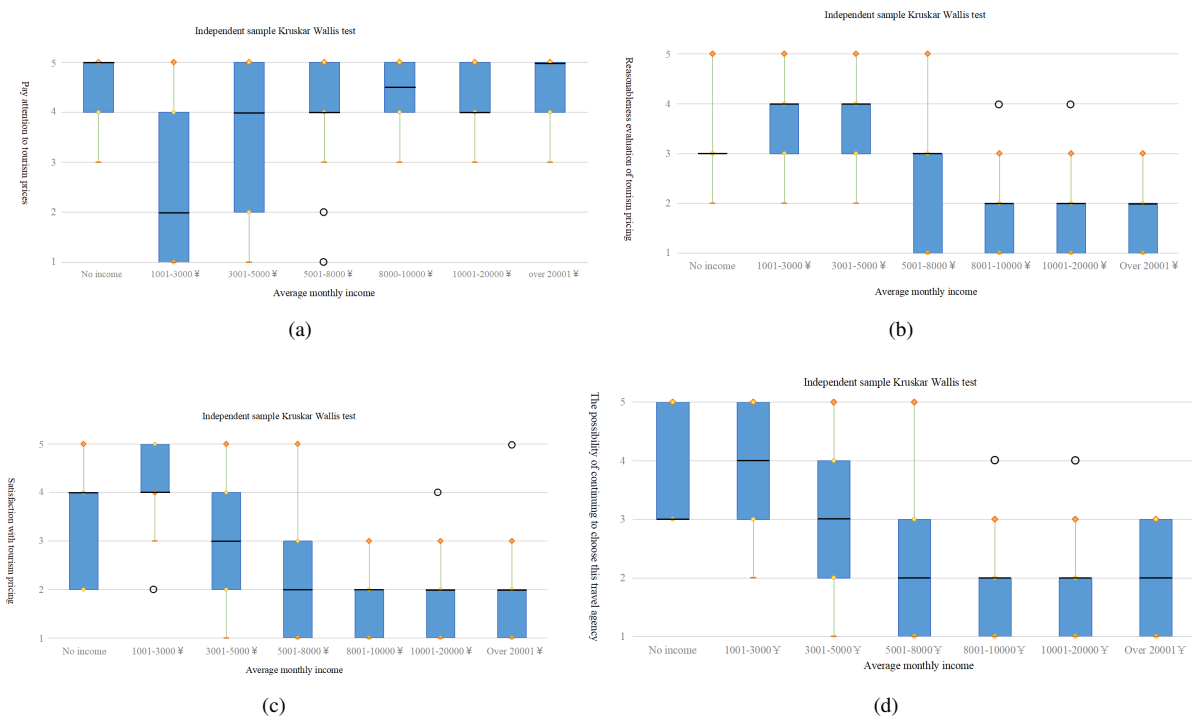 Independent sample Kruskar Wallis test
Pay attention to tourism prices
5
4
3
2
1
No income 1001-3000 ¥ 3001-5000 ¥ 5001-8000 ¥ 8000-10000 ¥ 10001-20000 ¥ over 20001 ¥
Average monthly income
(a)
Independent sample Kruskar Wallis test
Reasonableness evaluation of tourism pricing
5
4
3
2
1
No income 1001-3000 ¥ 3001-5000 ¥ 5001-8000 ¥ 8001-10000 ¥ 10001-20000 ¥ Over 20001 ¥
Average monthly income
(b)
Independent sample Kruskar Wallis test
Satisfaction with tourism pricing
5
4
3
2
1
No income 1001-3000 ¥ 3001-5000 ¥ 5001-8000 ¥ 8001-10000 ¥ 10001-20000 ¥ Over 20001 ¥
Average monthly income
(c)
Independent sample Kruskar Wallis test
The possibility of continuing to choose this travel agency
5
4
3
2
1
No income 1001-3000¥ 3001-5000¥ 5001-8000¥ 8001-10000¥ 10001-20000¥ Over 20001¥
Average monthly income
(d)